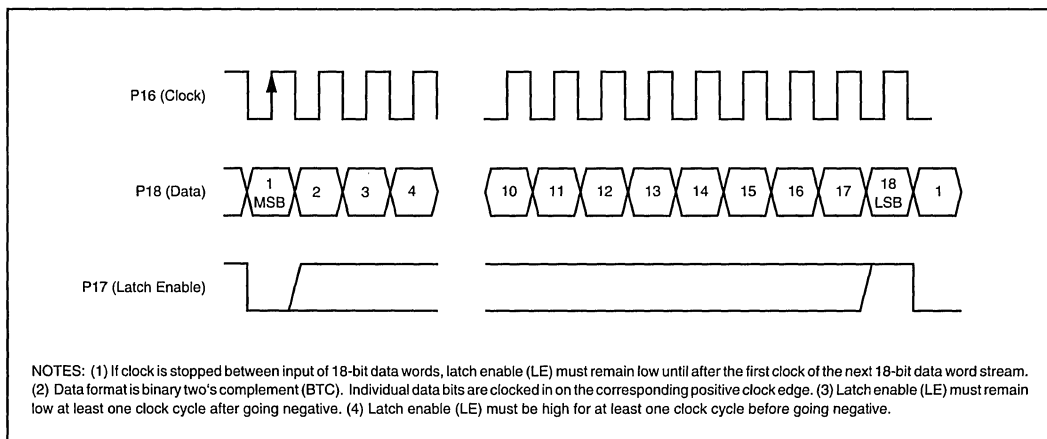 P16 (Clock)
P18 (Data)
1
MSB
2
3
4
10
11
12
13
14
15
16
17
18
LSB
1
P17 (Latch Enable)
NOTES: (1) If clock is stopped between input of 18-bit data words, latch enable (LE) must remain low until after the first clock of the next 18-bit data word stream.
(2) Data format is binary two's complement (BTC). Individual data bits are clocked in on the corresponding positive clock edge. (3) Latch enable (LE) must remain
low at least one clock cycle after going negative. (4) Latch enable (LE) must be high for at least one clock cycle before going negative.